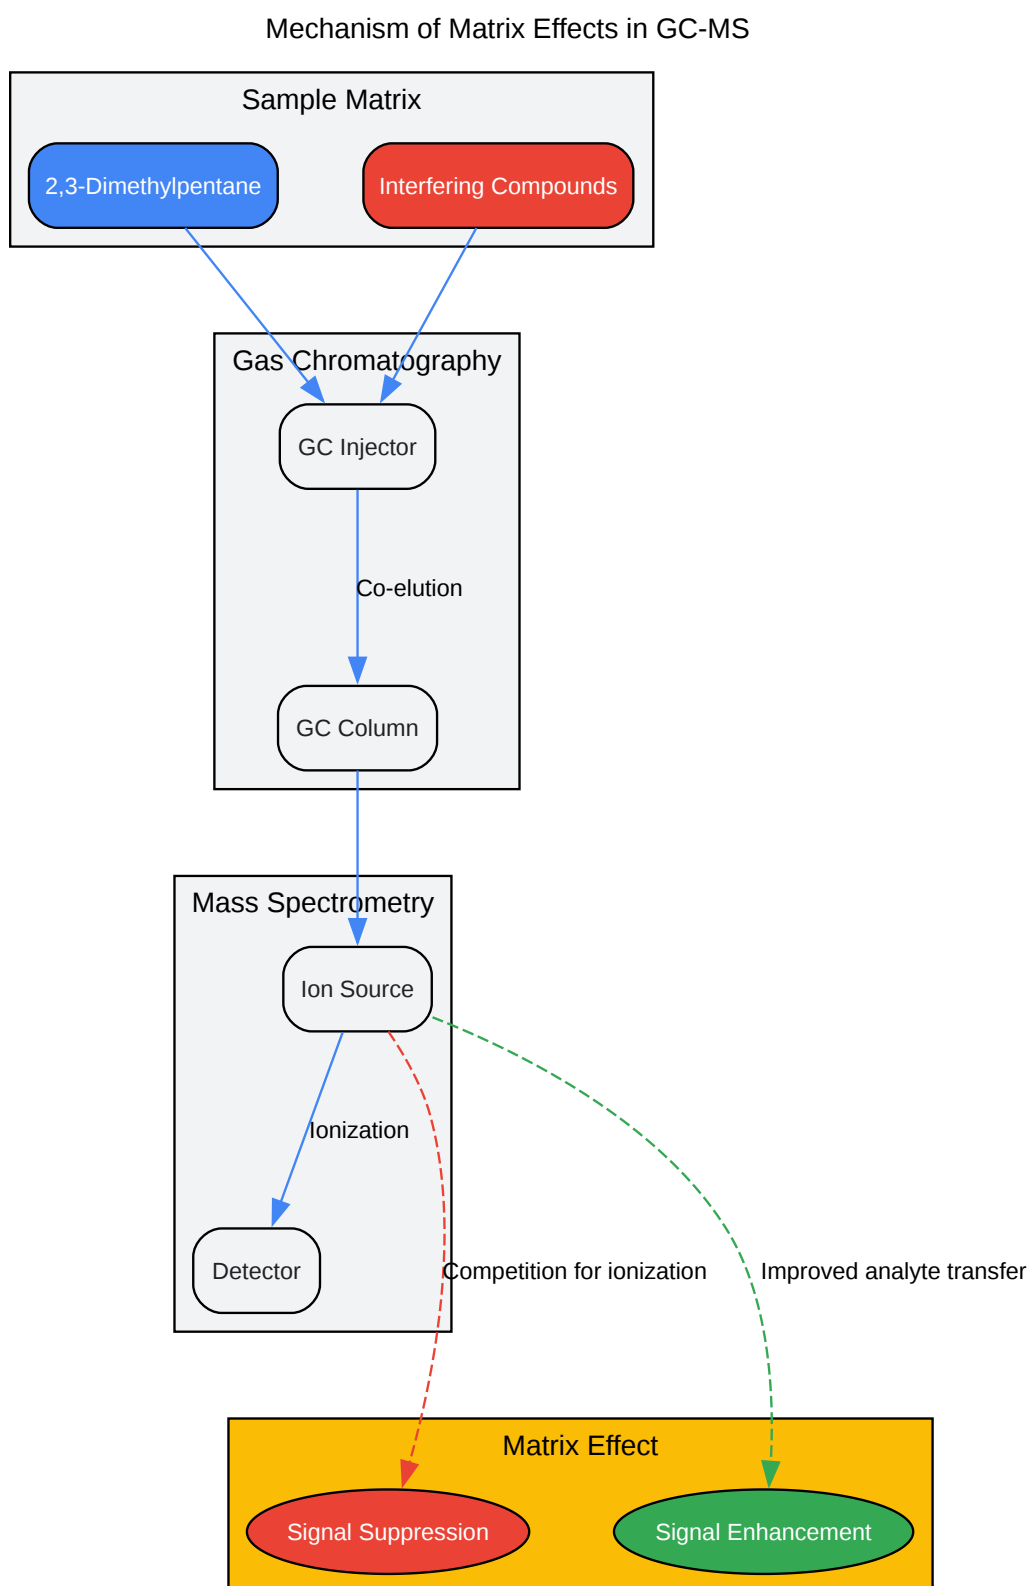 Mechanism of Matrix Effects in GC-MS
Sample Matrix
2,3-Dimethylpentane
Interfering Compounds
Gas Chromatography
GC Injector
Co-elution
GC Column
Mass Spectrometry
Ion Source
Ionization
Detector
Competition for ionization
Improved analyte transfer
Matrix Effect
Signal Suppression
Signal Enhancement